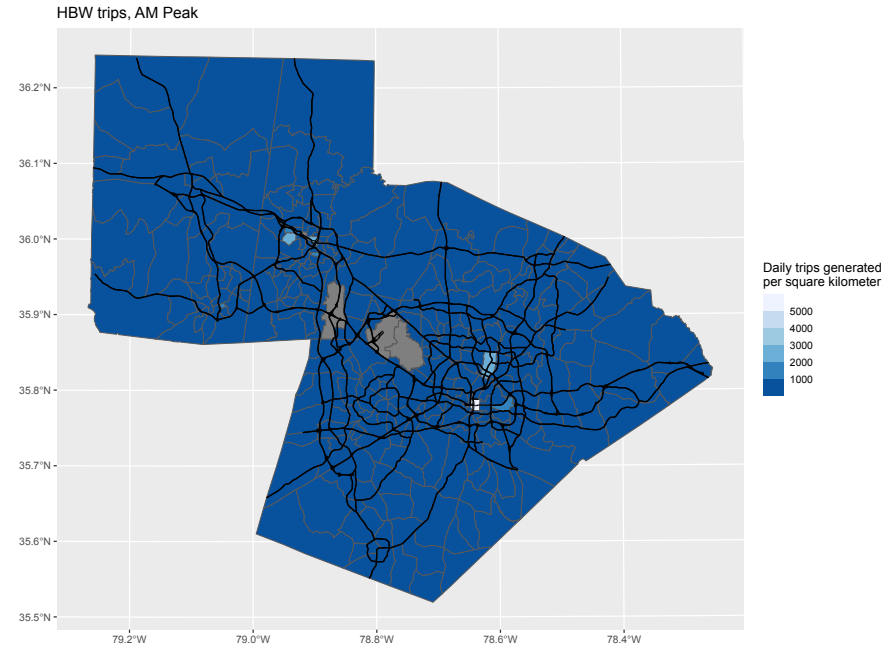 HBW trips, AM Peak
36.2°N
36.1°N
36.0°N
35.9°N
35.8°N
35.7°N
35.6°N
35.5°N
79.2°W
79.0°W
78.8°W
78.6°W
78.4°W
Daily trips generated
per square kilometer
5000
4000
3000
2000
1000